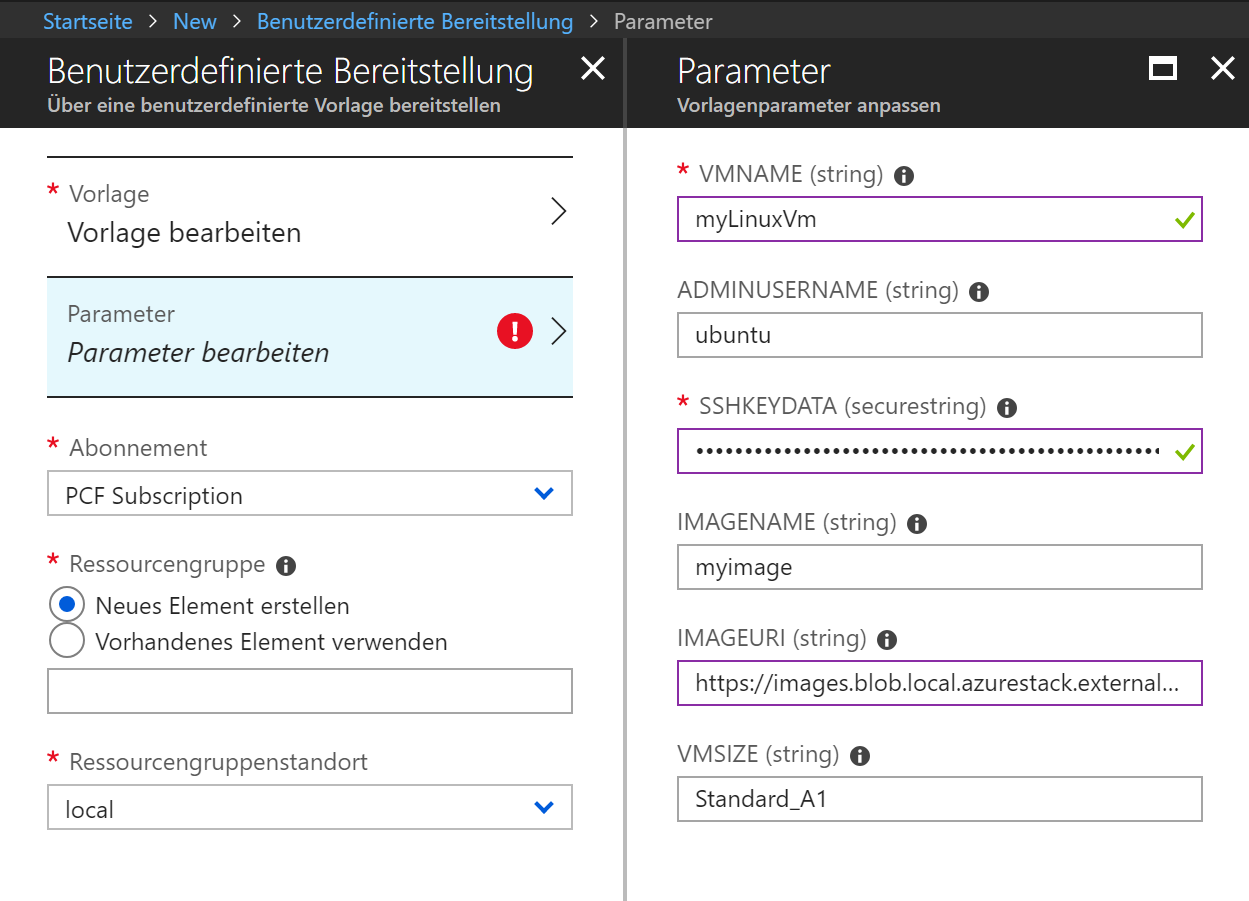 Startseite > New > Benutzerdefinierte Bereitstellung > Parameter
Benutzerdefinierte Bereitstellung
Über eine benutzerdefinierte Vorlage bereitstellen
* Vorlage
Vorlage bearbeiten
Parameter
Parameter bearbeiten
* Abonnement
PCF Subscription
* Ressourcengruppe
Neues Element erstellen
Vorhandenes Element verwenden
* Ressourcengruppenstandort
local
Parameter
Vorlagenparameter anpassen
* VMNAME (string)
myLinuxVm
ADMINUSERNAME (string)
ubuntu
* SSHKEYDATA (securestring)
IMAGENAME (string)
myimage
IMAGEURI (string)
https://images.blob.local.azurestack.external...
VMSIZE (string)
Standard_A1